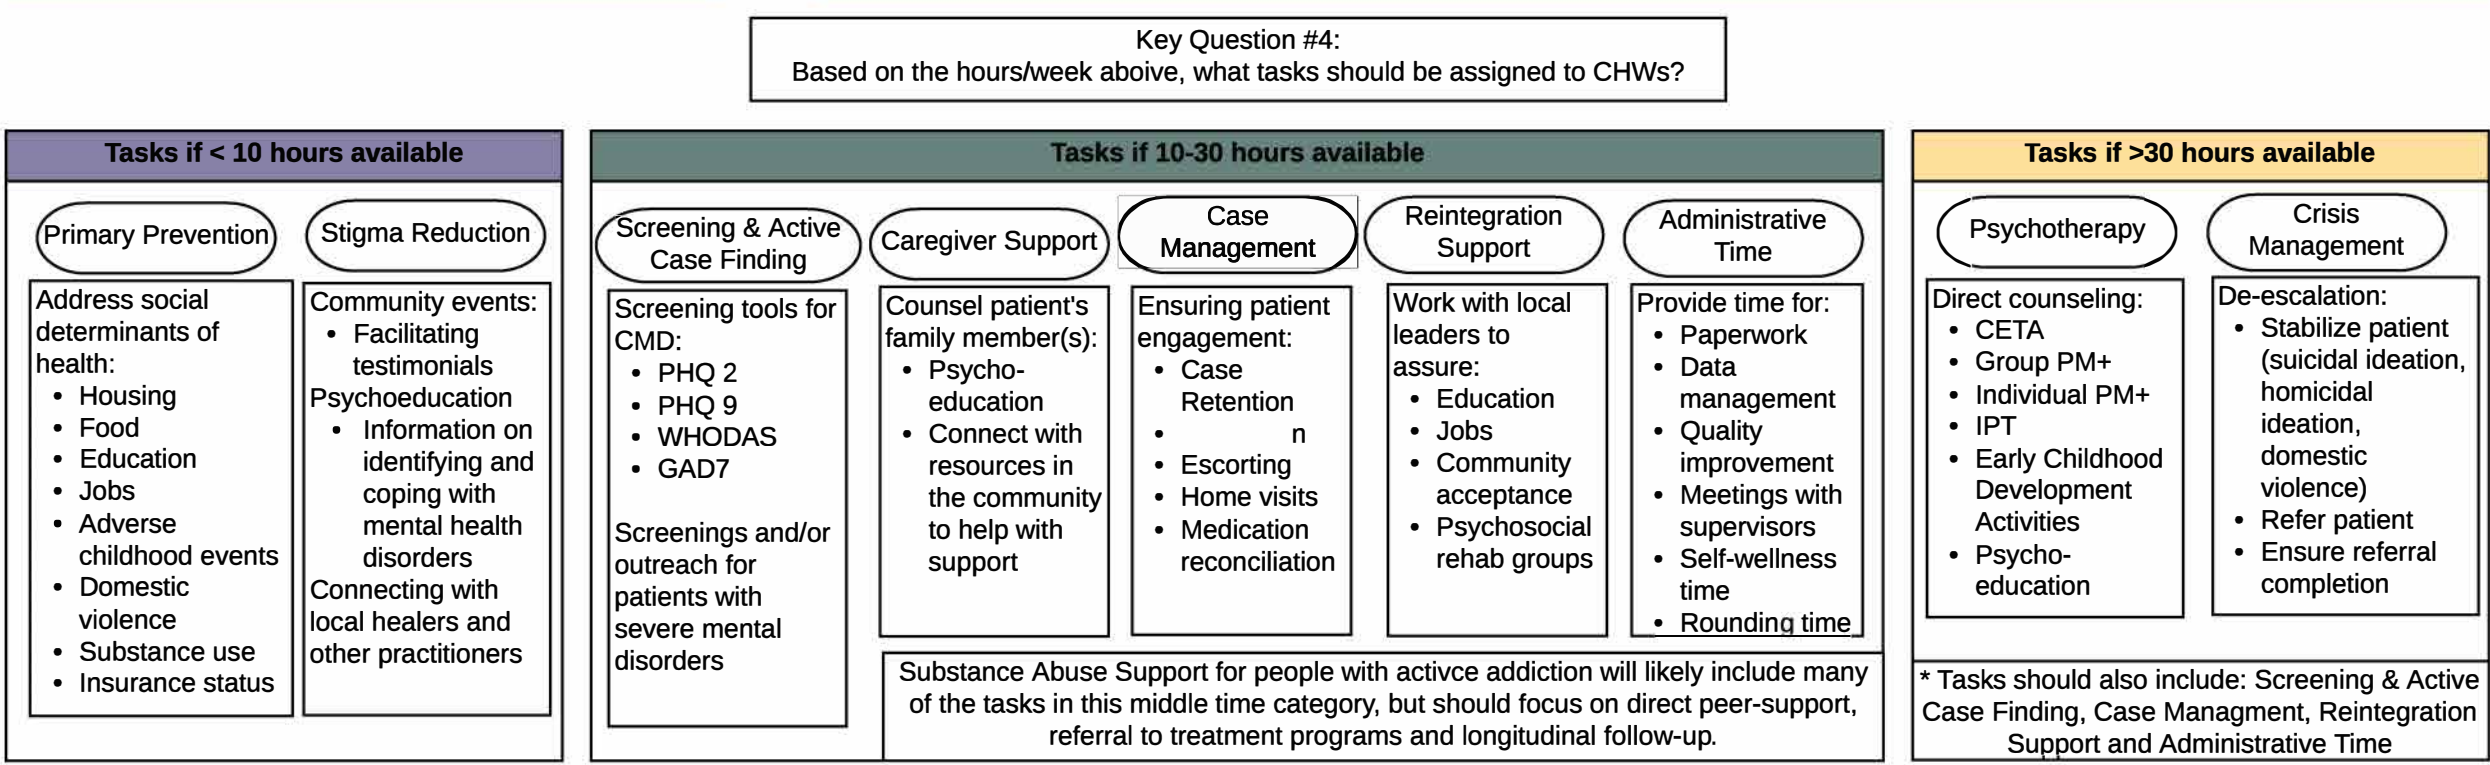 Key Question #4:
Based on the hours/week aboive, what tasks should be assigned to CHWs?
Tasks if < 10 hours available
Primary Prevention
Address social
determinants of
health:
• Housing
• Food
• Education
• Jobs
• Adverse
childhood events
• Domestic
violence
• Substance use
• Insurance status
Stigma Reduction
Community events:
• Facilitating
testimonials
Psychoeducation
• Information on
identifying and
coping with
mental health
disorders
Connecting with
local healers and
other practitioners
Tasks if 10-30 hours available
Screening & Active
Case Finding
Screening tools for
CMD:
• PHQ 2
• PHQ 9
• WHODAS
• GAD7
Screenings and/or
outreach for
patients with
severe mental
disorders
Caregiver Support
Counsel patient's
family member(s):
• Psycho-
education
• Connect with
resources in
the community
to help with
support
Case
Management
Ensuring patient
engagement:
• Case
Retention
• n
• Escorting
• Home visits
• Medication
reconciliation
Reintegration
Support
Work with local
leaders to
assure:
• Education
• Jobs
• Community
acceptance
• Psychosocial
rehab groups
Administrative
Time
Provide time for:
• Paperwork
• Data
management
• Quality
improvement
• Meetings with
supervisors
• Self-wellness
time
• Rounding time
Substance Abuse Support for people with activce addiction will likely include many
of the tasks in this middle time category, but should focus on direct peer-support,
referral to treatment programs and longitudinal follow-up.
Tasks if >30 hours available
Psychotherapy
Direct counseling:
• CETA
• Group PM+
• Individual PM+
• IPT
• Early Childhood
Development
Activities
• Psycho-
education
Crisis
Management
De-escalation:
• Stabilize patient
(suicidal ideation,
homicidal
ideation,
domestic
violence)
• Refer patient
• Ensure referral
completion
* Tasks should also include: Screening & Active
Case Finding, Case Managment, Reintegration
Support and Administrative Time